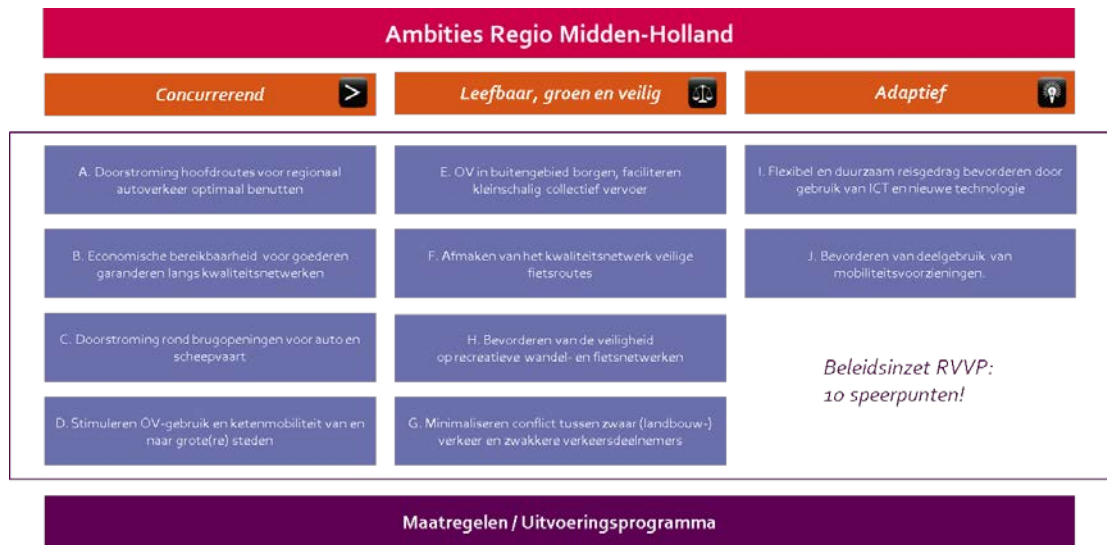 Ambities Regio Midden-Holland
Concurrerend
>
Leefbaar, groen en veilig
Adaptief
A. Doorstroming hoofdroutes voor regionaal
autoverkeer optimaal benutten
B. Economische bereikbaarheid voor goederen
garanderen langs kwaliteitsnetwerken
C. Doorstroming rond brugopeningen voor auto en
scheepvaart
D. Stimuleren OV-gebruik en ketenmobiliteit van en
naar grote(re) steden
E. OV in buitengebied borgen, faciliteren
kleinschalig collectief vervoer
F. Afmaken van het kwaliteitsnetwerk veilige
fietsroutes
H. Bevorderen van de veiligheid
op recreatieve wandel- en fietsnetwerken
G. Minimaliseren conflict tussen zwaar (landbouw-)
verkeer en zwakkere verkeersdeelnemers
I. Flexibel en duurzaam reisgedrag bevorderen door
gebruik van ICT en nieuwe technologie
J. Bevorderen van deelgebruik van
mobiliteitsvoorzieningen.
Beleidsinzet RVVP:
10 speerpunten!
Maatregelen / Uitvoeringsprogramma